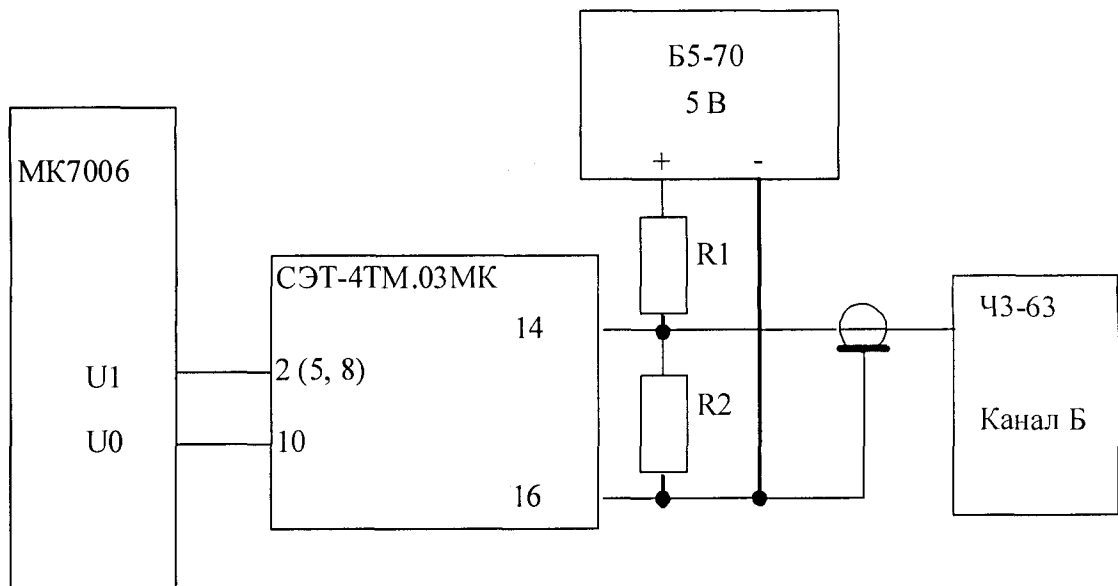 Б5-70
5 В
+ -
МК7006
R1
СЭТ-4ТМ.03МК
14
ЧЗ-63
U1
2 (5, 8)
R2
Канал Б
U0
10
16